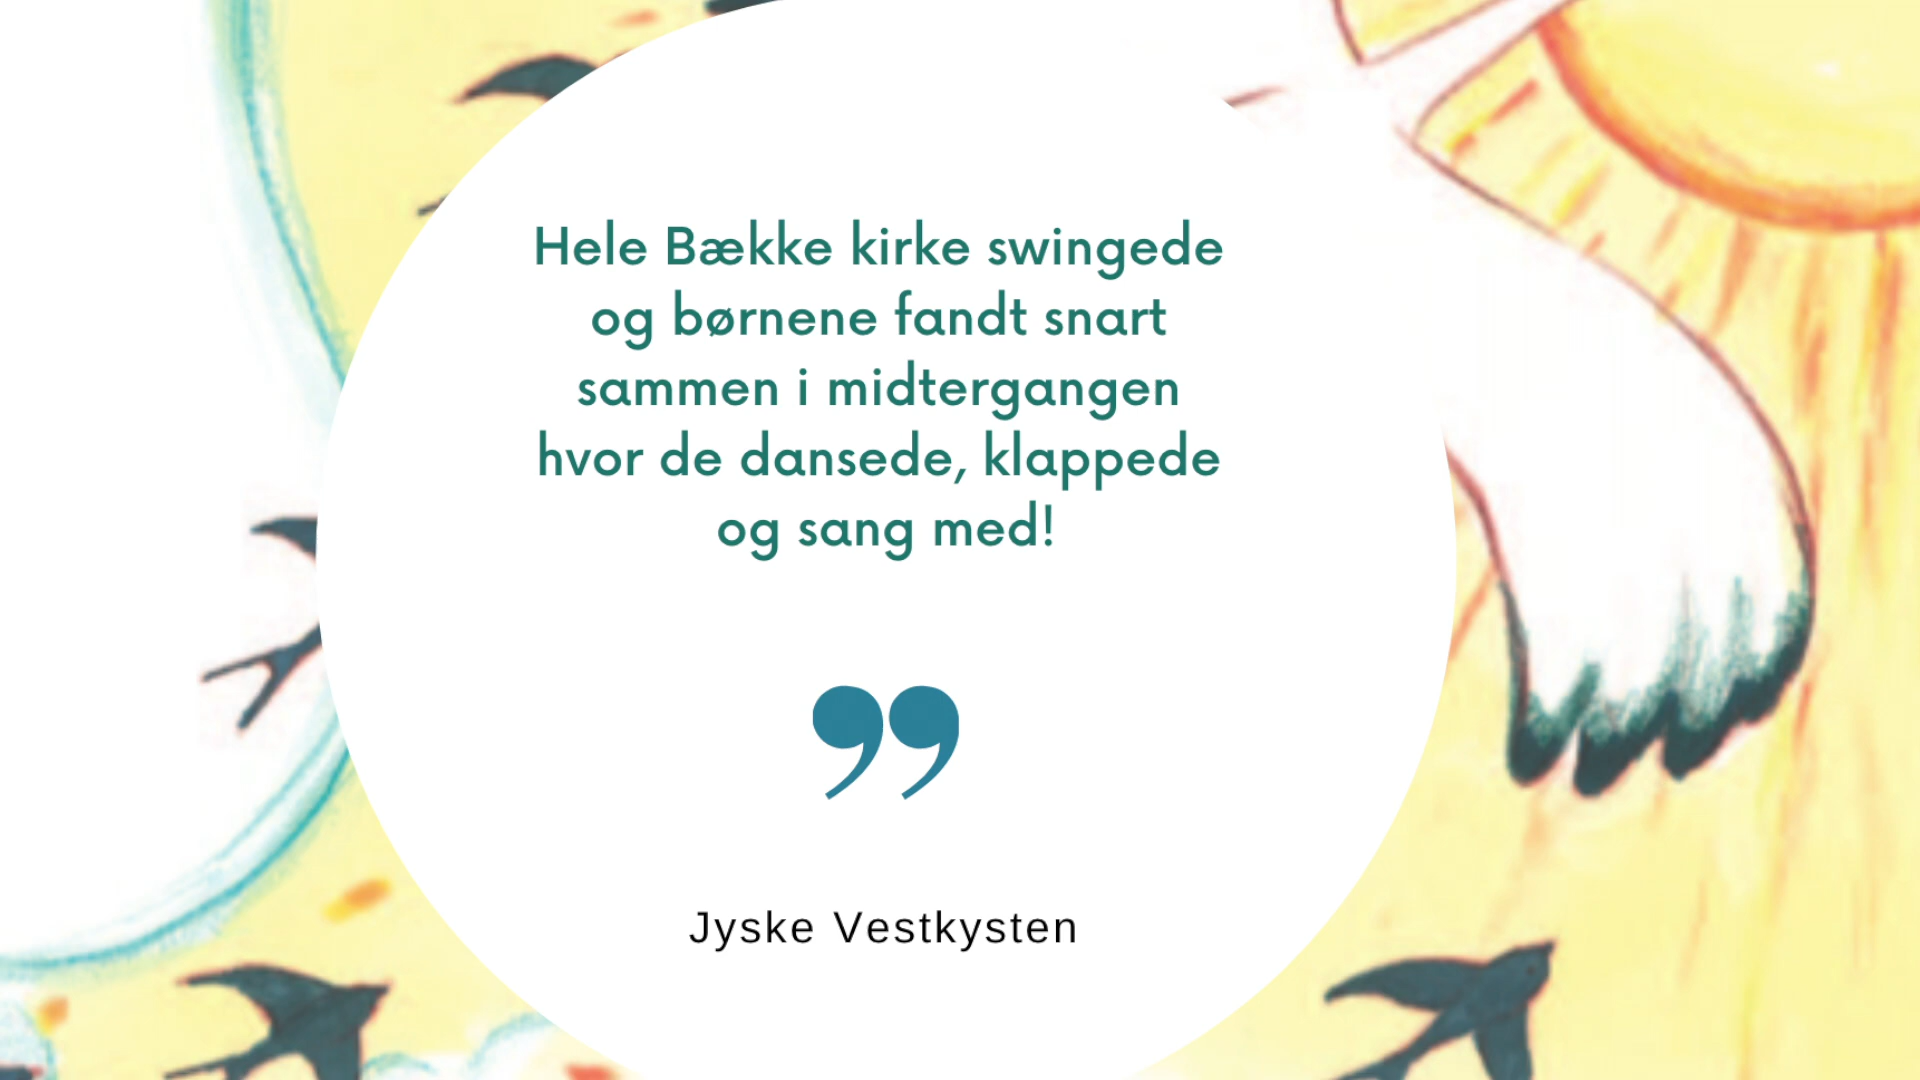 Hele Bække kirke swingede
og børnene fandt snart
sammen i midtergangen
hvor de dansede, klappede
og sang med!
”
Jyske Vestkysten